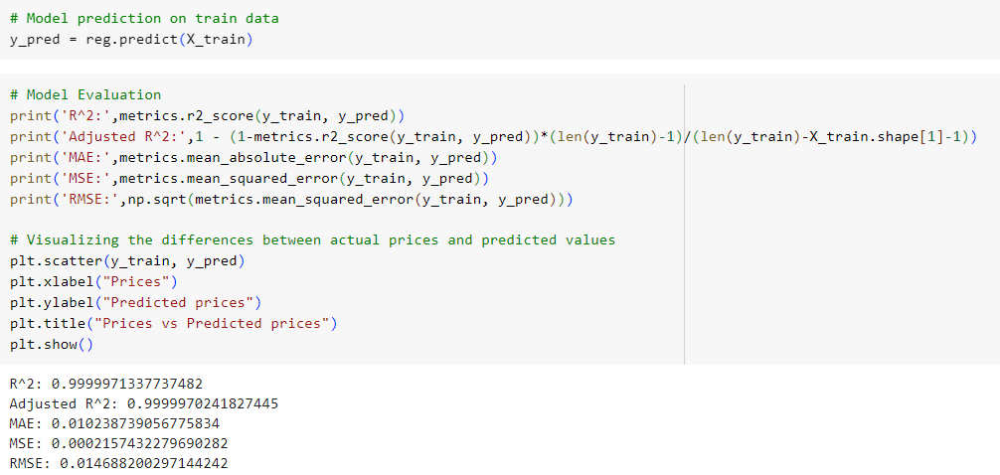 # Model prediction on train data
y_pred = reg.predict(X_train)
# Model Evaluation
print('R^2:',metrics.r2_score(y_train, y_pred))
print('Adjusted R^2:',1 - (1-metrics.r2_score(y_train, y_pred))*(len(y_train)-1)/(len(y_train)-X_train.shape[1]-1))
print('MAE:',metrics.mean_absolute_error(y_train, y_pred))
print('MSE:',metrics.mean_squared_error(y_train, y_pred))
print('RMSE:',np.sqrt(metrics.mean_squared_error(y_train, y_pred)))
# Visualizing the differences between actual prices and predicted values
plt.scatter(y_train, y_pred)
plt.xlabel("Prices")
plt.ylabel("Predicted prices")
plt.title("Prices vs Predicted prices")
plt.show()
R^2: 0.9999971337737482
Adjusted R^2: 0.9999970241827445
MAE: 0.010238739056775834
MSE: 0.0002157432279690282
RMSE: 0.014688200297144242